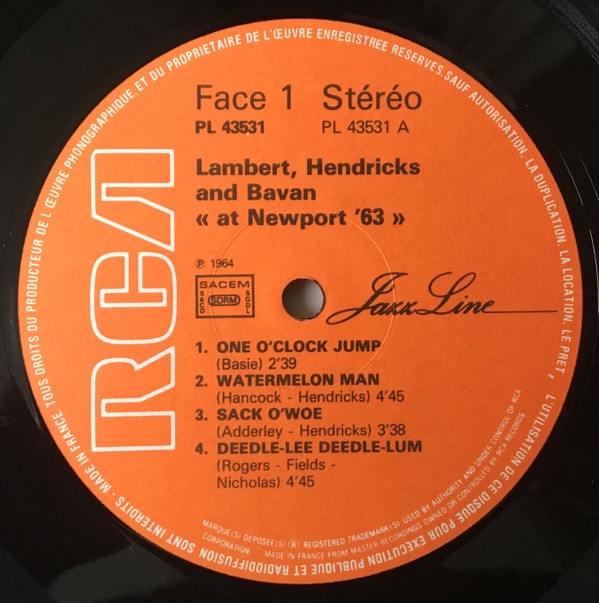 RCA
Face 1 Stéréo
PL 43531 PL 43531 A
Lambert, Hendricks
and Bavan
« at Newport '63 »
℗ 1964
SACEM
SACD SDRM SGDL
Jazz Line
1. ONE O'CLOCK JUMP
(Basie) 2'39
2. WATERMELON MAN
(Hancock - Hendricks) 4'45
3. SACK O'WOE
(Adderley - Hendricks) 3'38
4. DEEDLE-LEE DEEDLE-LUM
(Rogers - Fields -
Nicholas) 4'45
MARQUE(S) DEPOSEE(S) ® REGISTERED TRADEMARK(S) USED BY AUTHORITY AND UNDER CONTROL OF RCA
CORPORATION MADE IN FRANCE FROM MASTER RECORDINGS OWNED OR CONTROLLED BY RCA RECORDS
MADE IN FRANCE TOUS DROITS DU PRODUCTEUR DE L'ŒUVRE PHONOGRAPHIQUE.ET DU PROPRIETAIRE DE L'ŒUVRE ENREGISTREE RESERVES.SAUF AUTORISATION. LA DUPLICATION. LA LOCATION. LE PRET, L'UTILISATION DE CE DISQUE POUR EXECUTION PUBLIQUE ET RADIODIFFUSION SONT INTERDITS -